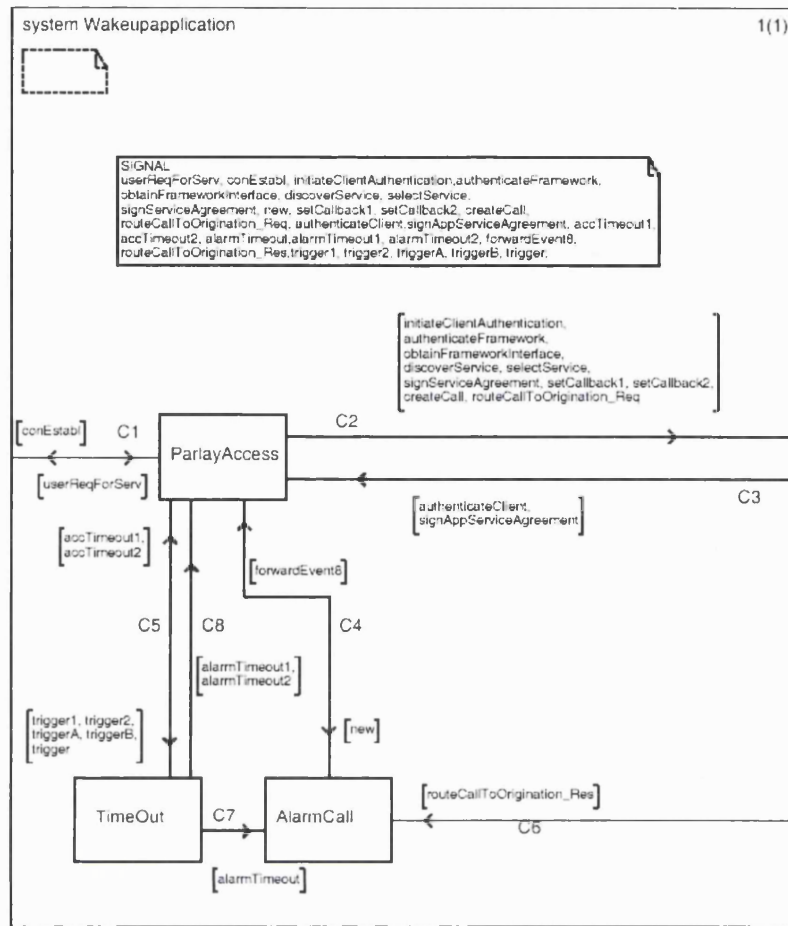 system Wakeupapplication
1(1)
SIGNAL
userReqForServ, conEstabl, initiateClientAuthentication,authenticateFramework,
obtainFrameworkInterface, discoverService, selectService,
signServiceAgreement, new, setCallback1, setCallback2, createCall,
routeCallToOrigination_Req, authenticateClient,signAppServiceAgreement, accTimeout1,
accTimeout2, alarmTimeout,alarmTimeout1, alarmTimeout2, forwardEvent8,
routeCallToOrigination_Res,trigger1, trigger2, triggerA, triggerB, trigger;
initiateClientAuthentication,
authenticateFramework,
obtainFrameworkInterface,
discoverService, selectService,
signServiceAgreement, setCallback1, setCallback2,
createCall, routeCallToOrigination_Req
conEstabl
C1
C2
ParlayAccess
userReqForServ
C3
authenticateClient,
signAppServiceAgreement
accTimeout1,
accTimeout2
forwardEvent8
C5
C8
C4
alarmTimeout1,
alarmTimeout2
trigger1, trigger2,
triggerA, triggerB,
trigger
new
TimeOut
C7
AlarmCall
routeCallToOrigination_Res
C6
alarmTimeout